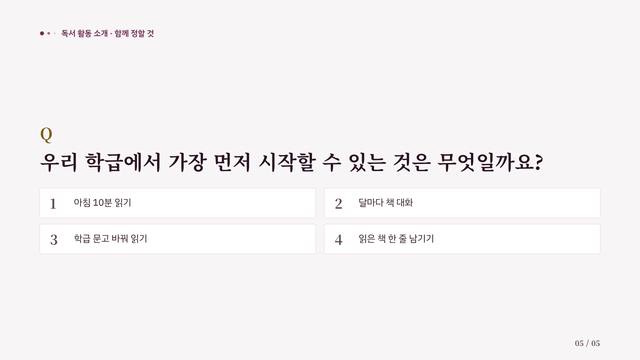 독서 활동 소개 · 함께 정할 것
Q
우리 학급에서 가장 먼저 시작할 수 있는 것은 무엇일까요?
1 아침 10분 읽기
2 달마다 책 대화
3 학급 문고 바꿔 읽기
4 읽은 책 한 줄 남기기
05 / 05